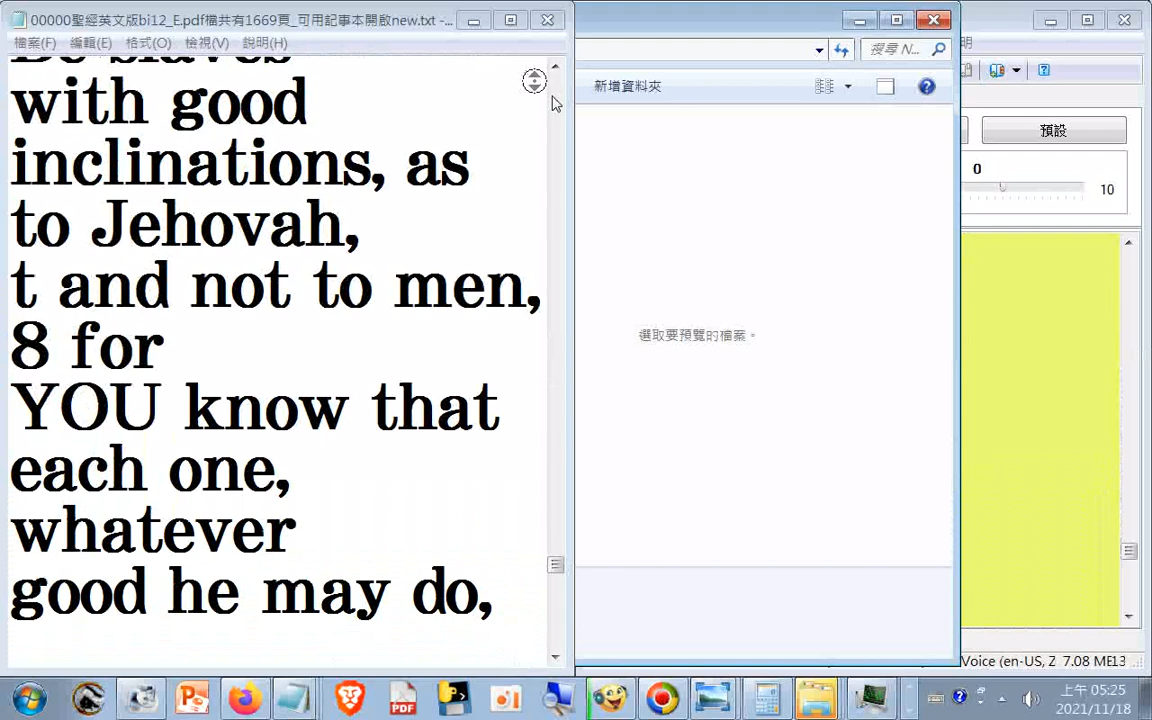 00000聖經英文版bi12_E.pdf檔共有1669頁_可用記事本開啟new.txt -...
檔案(F) 編輯(E) 格式(O) 檢視(V) 說明(H)
Be slaves
with good
inclinations, as
to Jehovah,
t and not to men,
8 for
YOU know that
each one,
whatever
good he may do,
搜尋 N...
新增資料夾
選取要預覽的檔案。
明
預設
0
10
Voice (en-US, Z 7.08 ME13
PDF
上午 05:25
2021/11/18